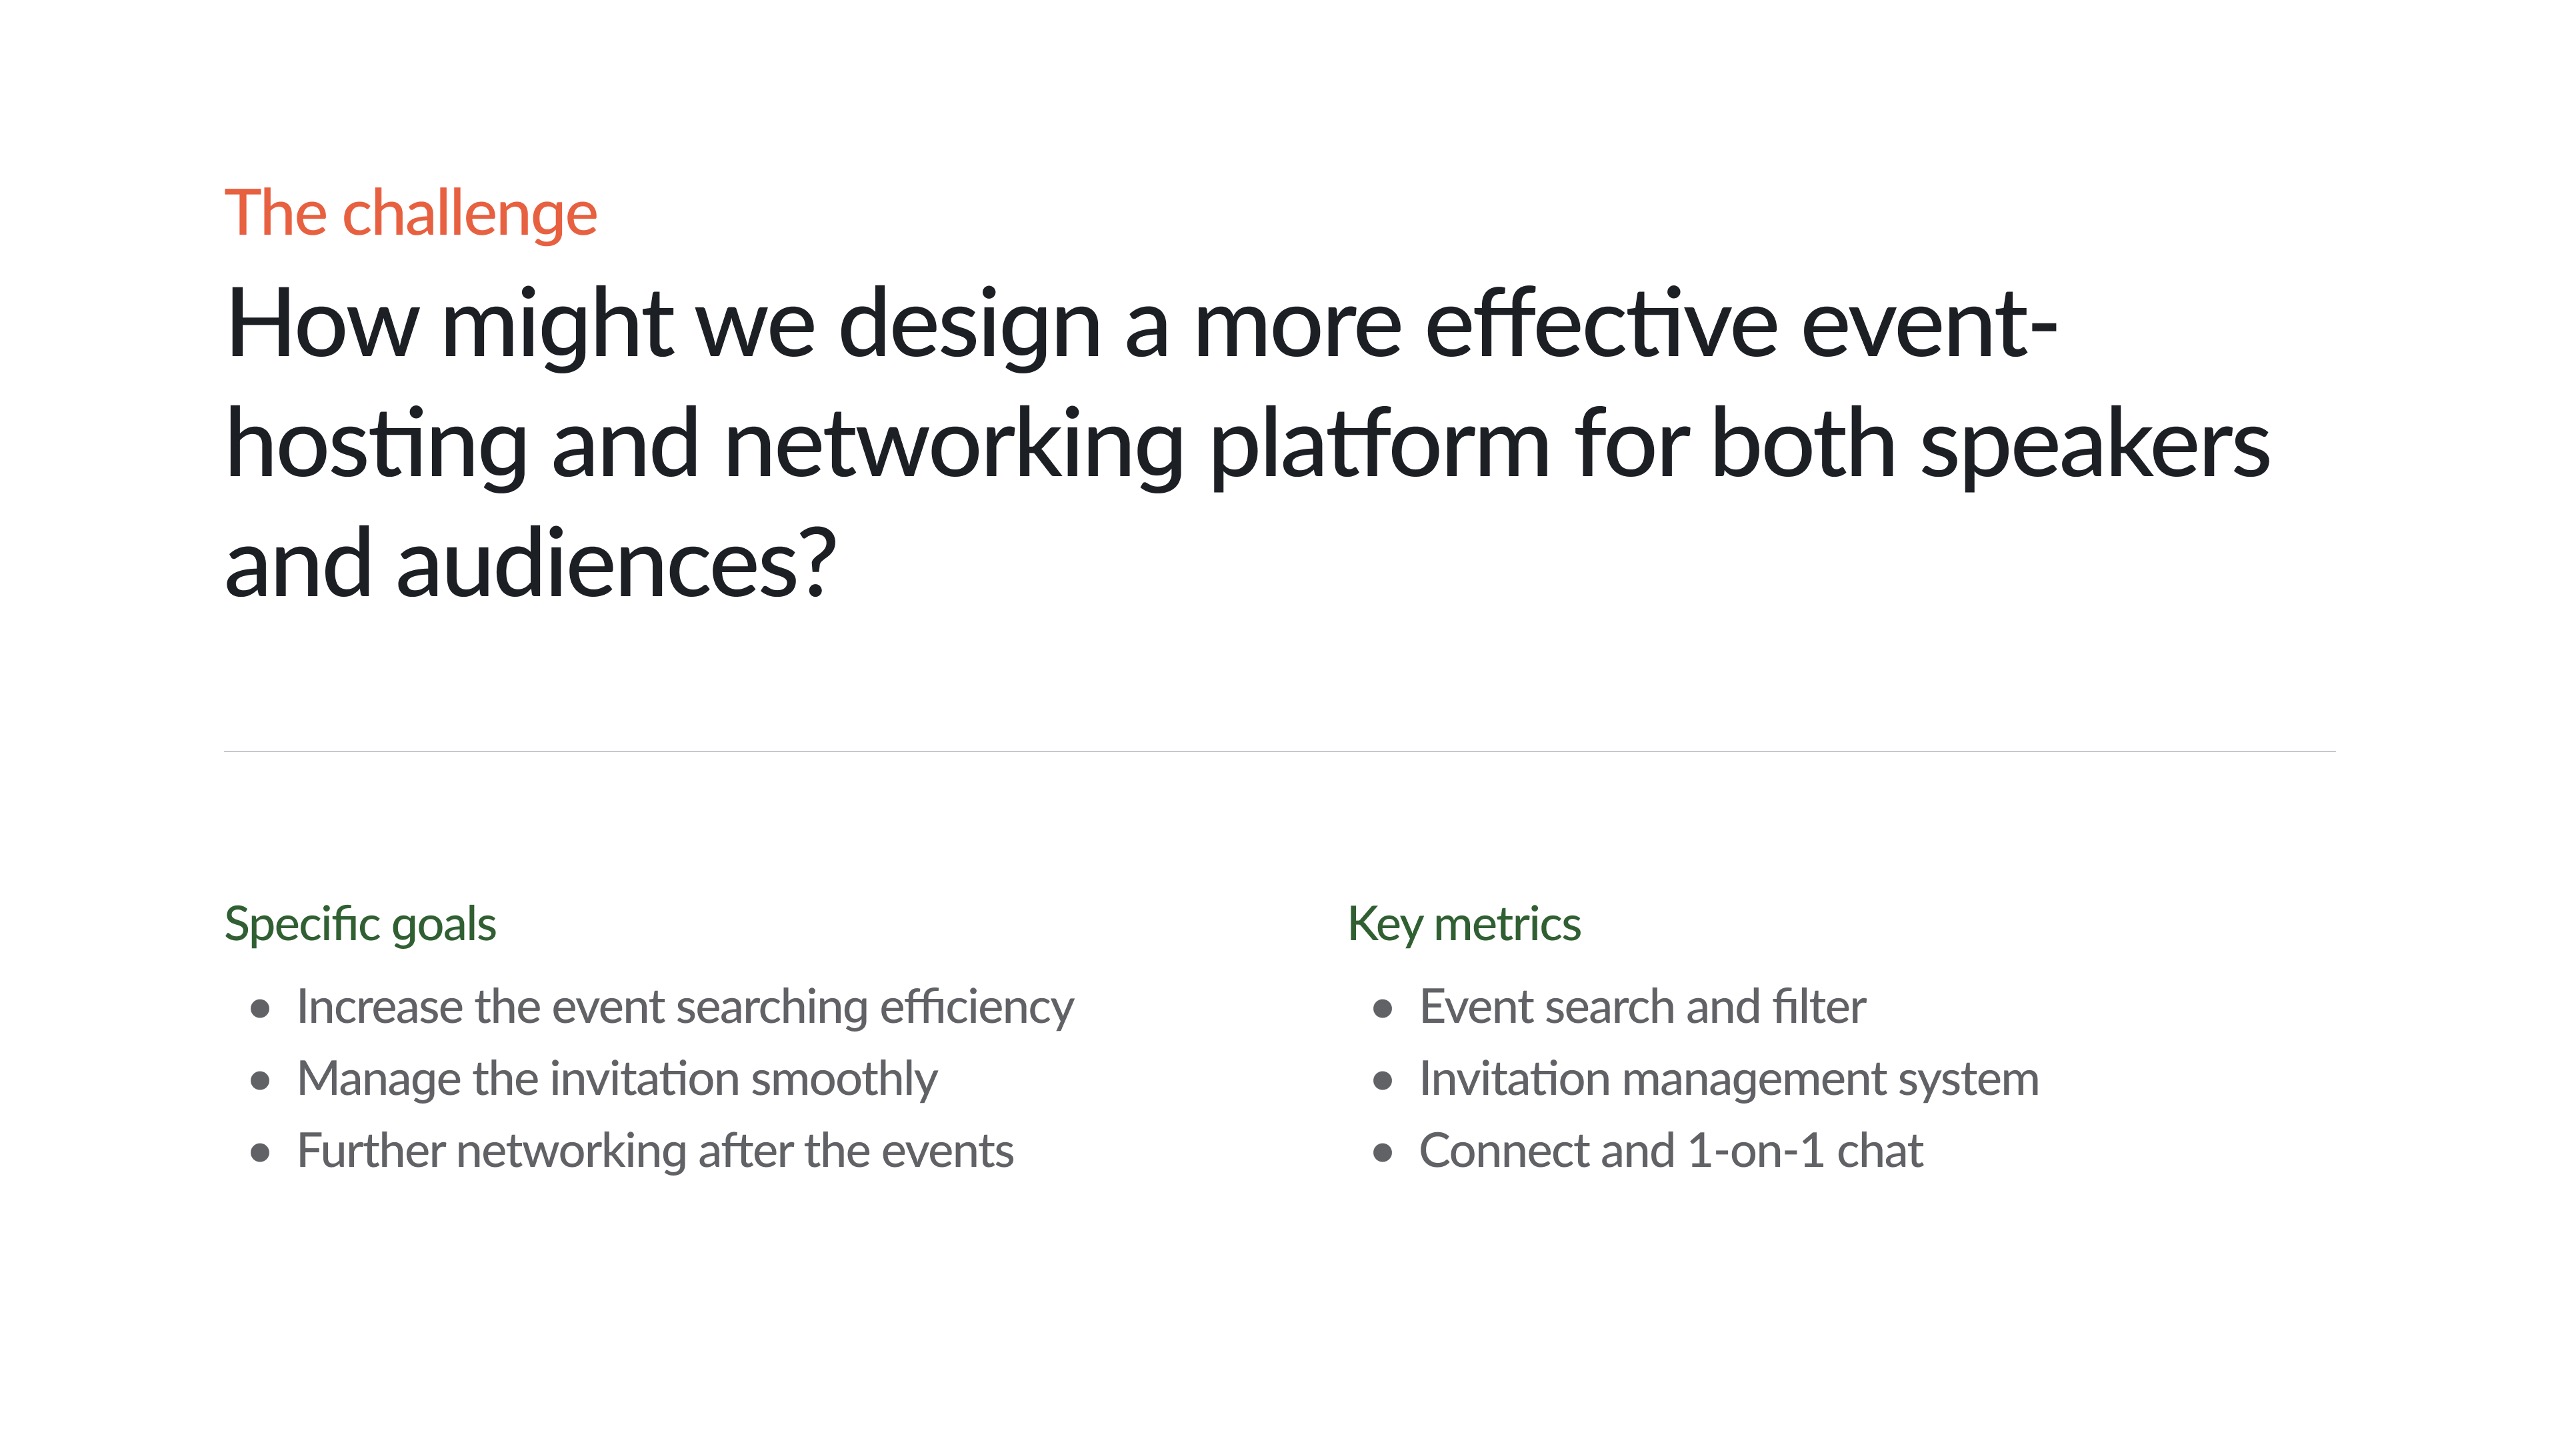 The challenge
How might we design a more effective event-
hosting and networking platform for both speakers
and audiences?
Specific goals
● Increase the event searching efficiency
● Manage the invitation smoothly
● Further networking after the events
Key metrics
● Event search and filter
● Invitation management system
● Connect and 1-on-1 chat